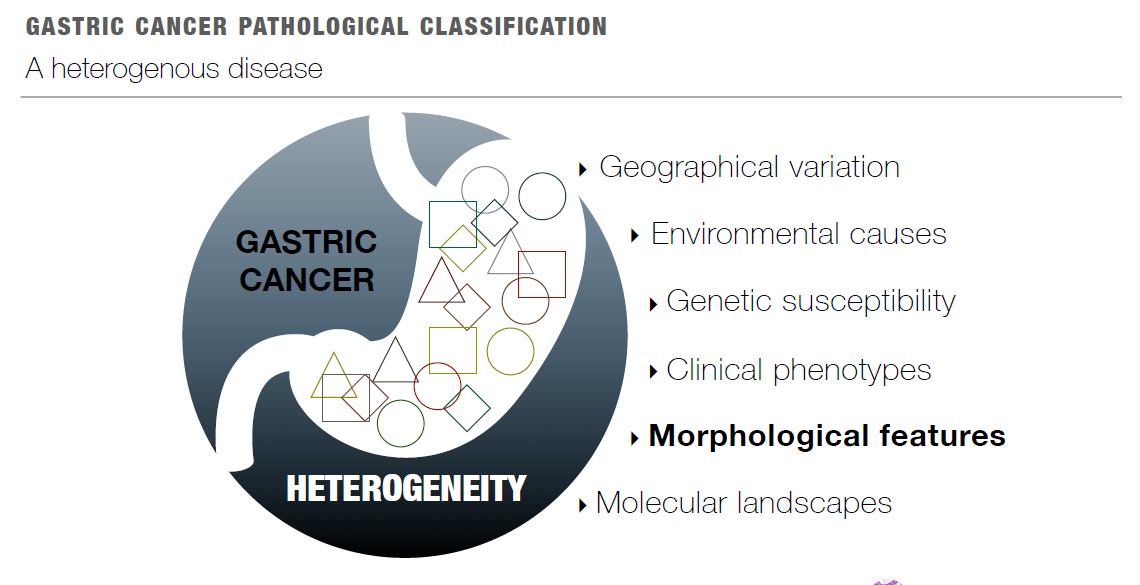 GASTRIC CANCER PATHOLOGICAL CLASSIFICATION
A heterogenous disease
GASTRIC
CANCER
HETEROGENEITY
Geographical variation
Environmental causes
Genetic susceptibility
Clinical phenotypes
Morphological features
Molecular landscapes